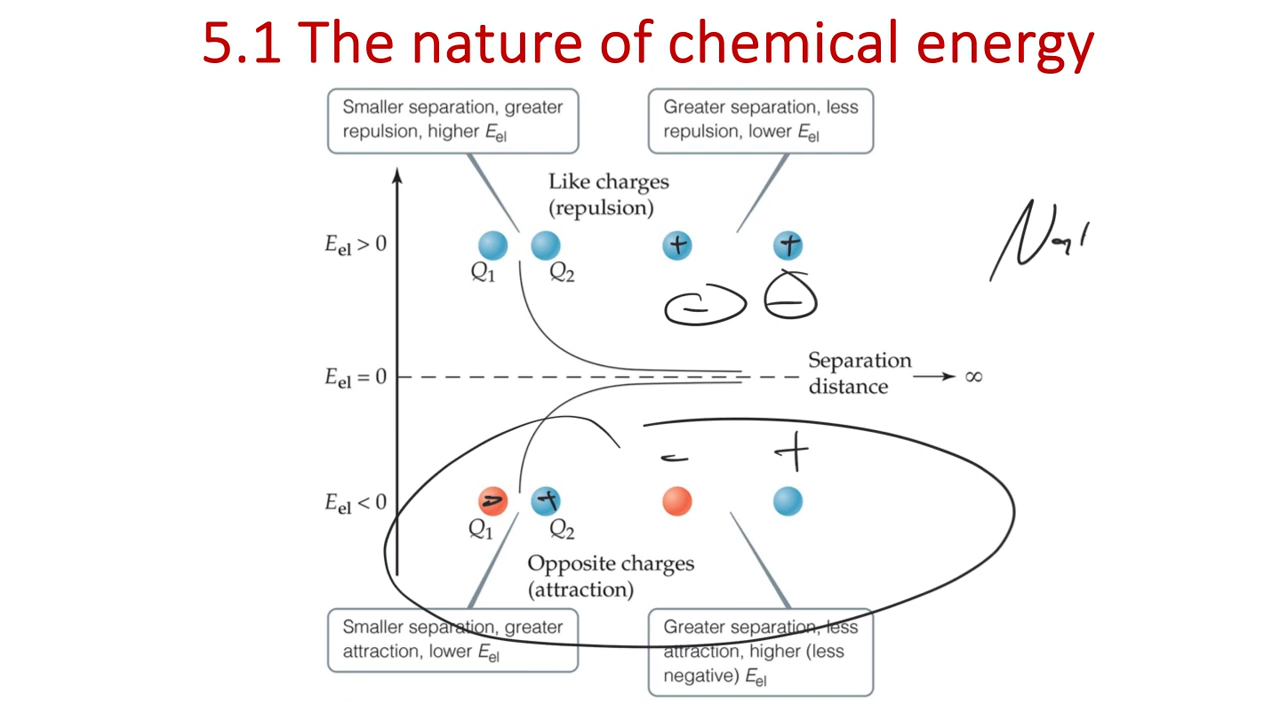 5.1 The nature of chemical energy
Smaller separation, greater
repulsion, higher Eel
Greater separation, less
repulsion, lower Eel
Like charges
(repulsion)
Eel > 0
+
+
Q1
Q2
−
−
Eel = 0
Separation
distance
∞
−
+
Eel < 0
−
+
Q1
Q2
Opposite charges
(attraction)
Smaller separation, greater
attraction, lower Eel
Greater separation, less
attraction, higher (less
negative) Eel